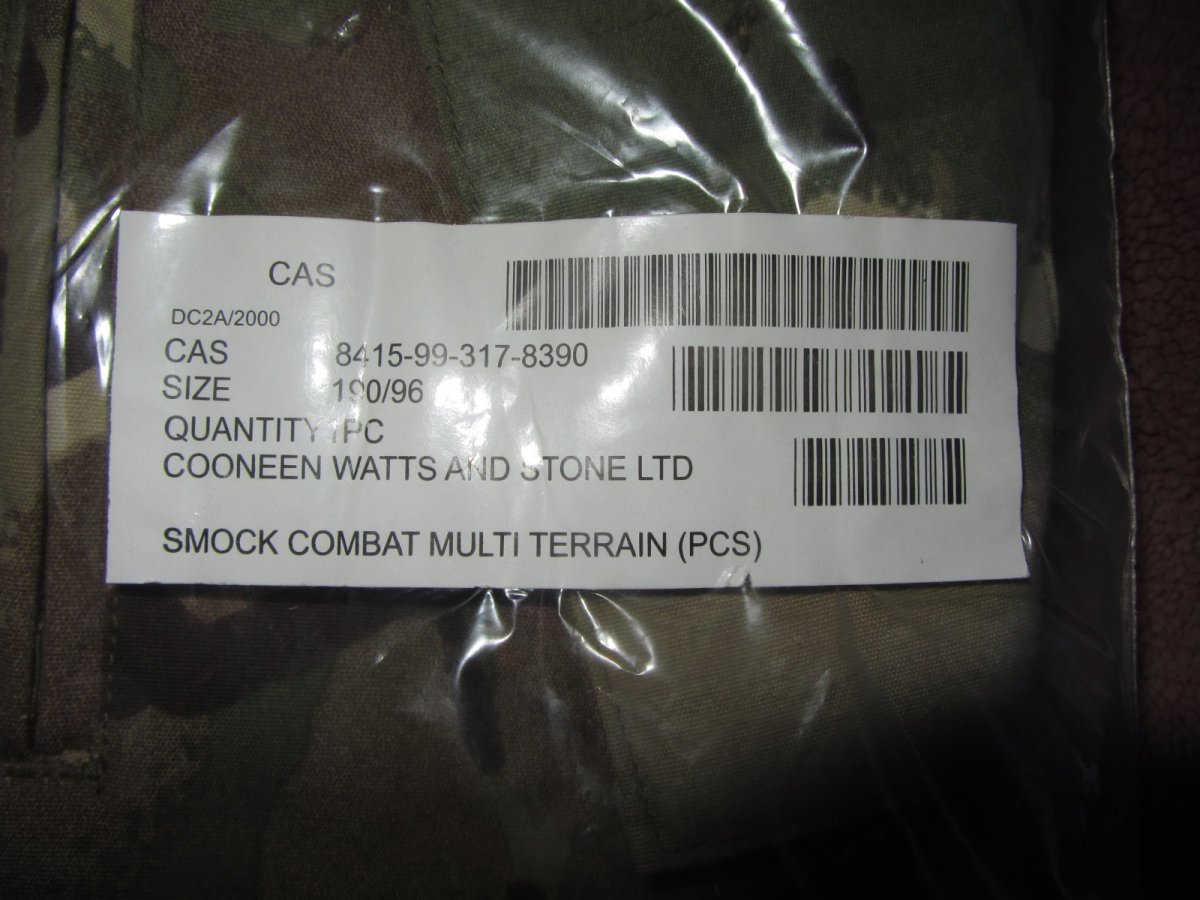 CAS
DC2A/2000
CAS 8415-99-317-8390
SIZE 190/96
QUANTITY 1PC
COONEEN WATTS AND STONE LTD
SMOCK COMBAT MULTI TERRAIN (PCS)